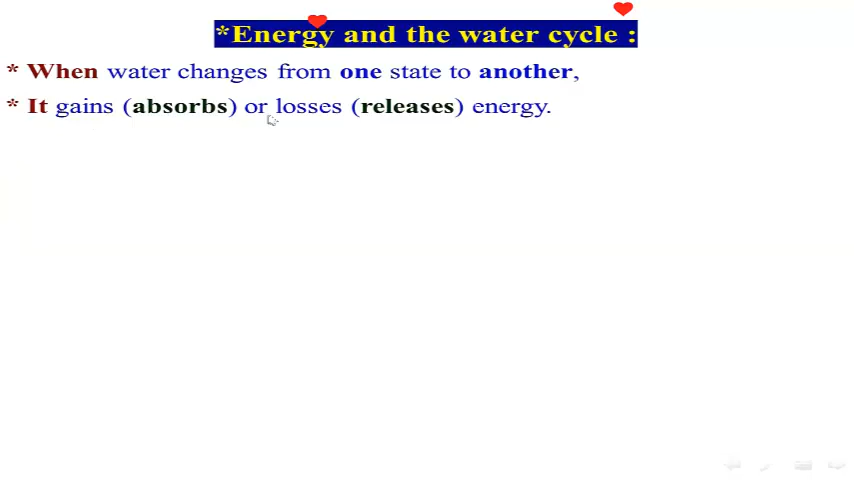 *Energy and the water cycle :
* When water changes from one state to another,
* It gains (absorbs) or losses (releases) energy.